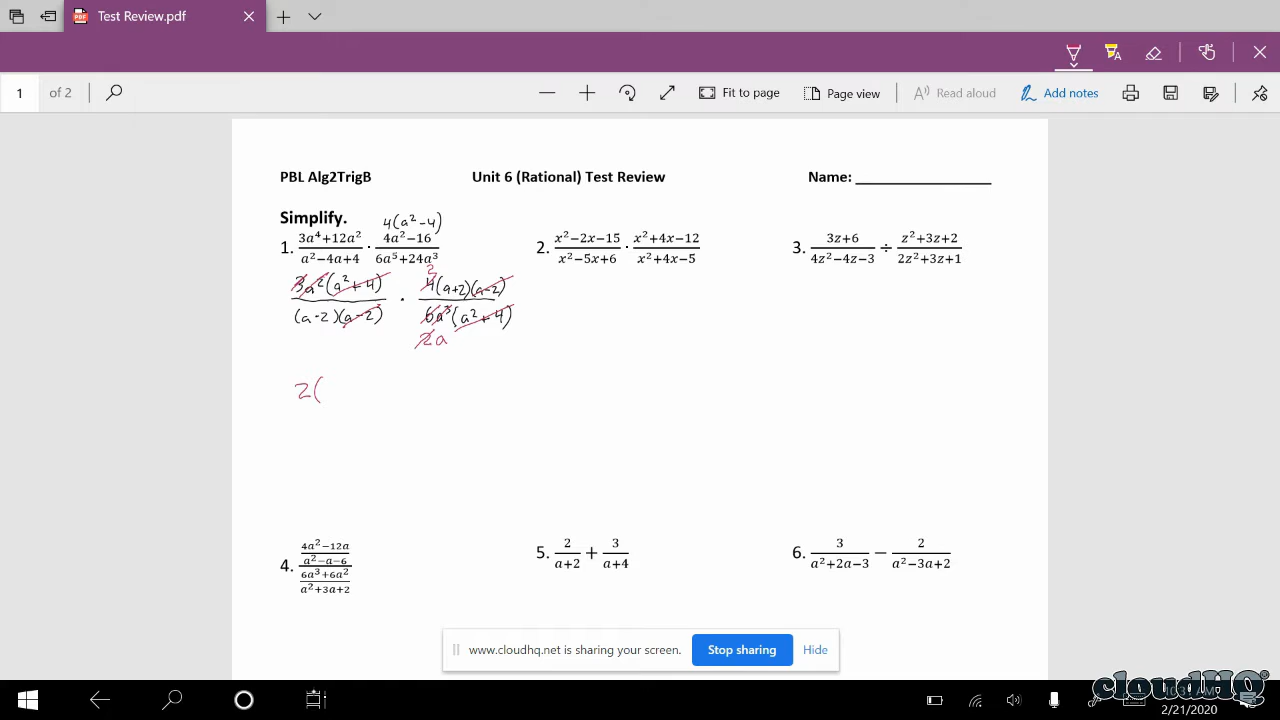 Test Review.pdf
1 of 2 Fit to page Page view Read aloud Add notes
PBL Alg2TrigB Unit 6 (Rational) Test Review Name: ____________________
Simplify. 4(a²-4)
1. (3a⁴+12a²)/(a²−4a+4) · (4a²−16)/(6a⁵+24a³) 2. (x²−2x−15)/(x²−5x+6) · (x²+4x−12)/(x²+4x−5) 3. (3z+6)/(4z²−4z−3) ÷ (z²+3z+2)/(2z²+3z+1)
2
3a²(a²+4) · 4(a+2)(a-2)
(a-2)(a-2) 6a³(a²+4)
2a
2(
4. ((4a²−12a)/(a²−a−6))/((6a³+6a²)/(a²+3a+2)) 5. 2/(a+2) + 3/(a+4) 6. 3/(a²+2a−3) − 2/(a²−3a+2)
www.cloudhq.net is sharing your screen. Stop sharing Hide
cloudHQ
2/21/2020